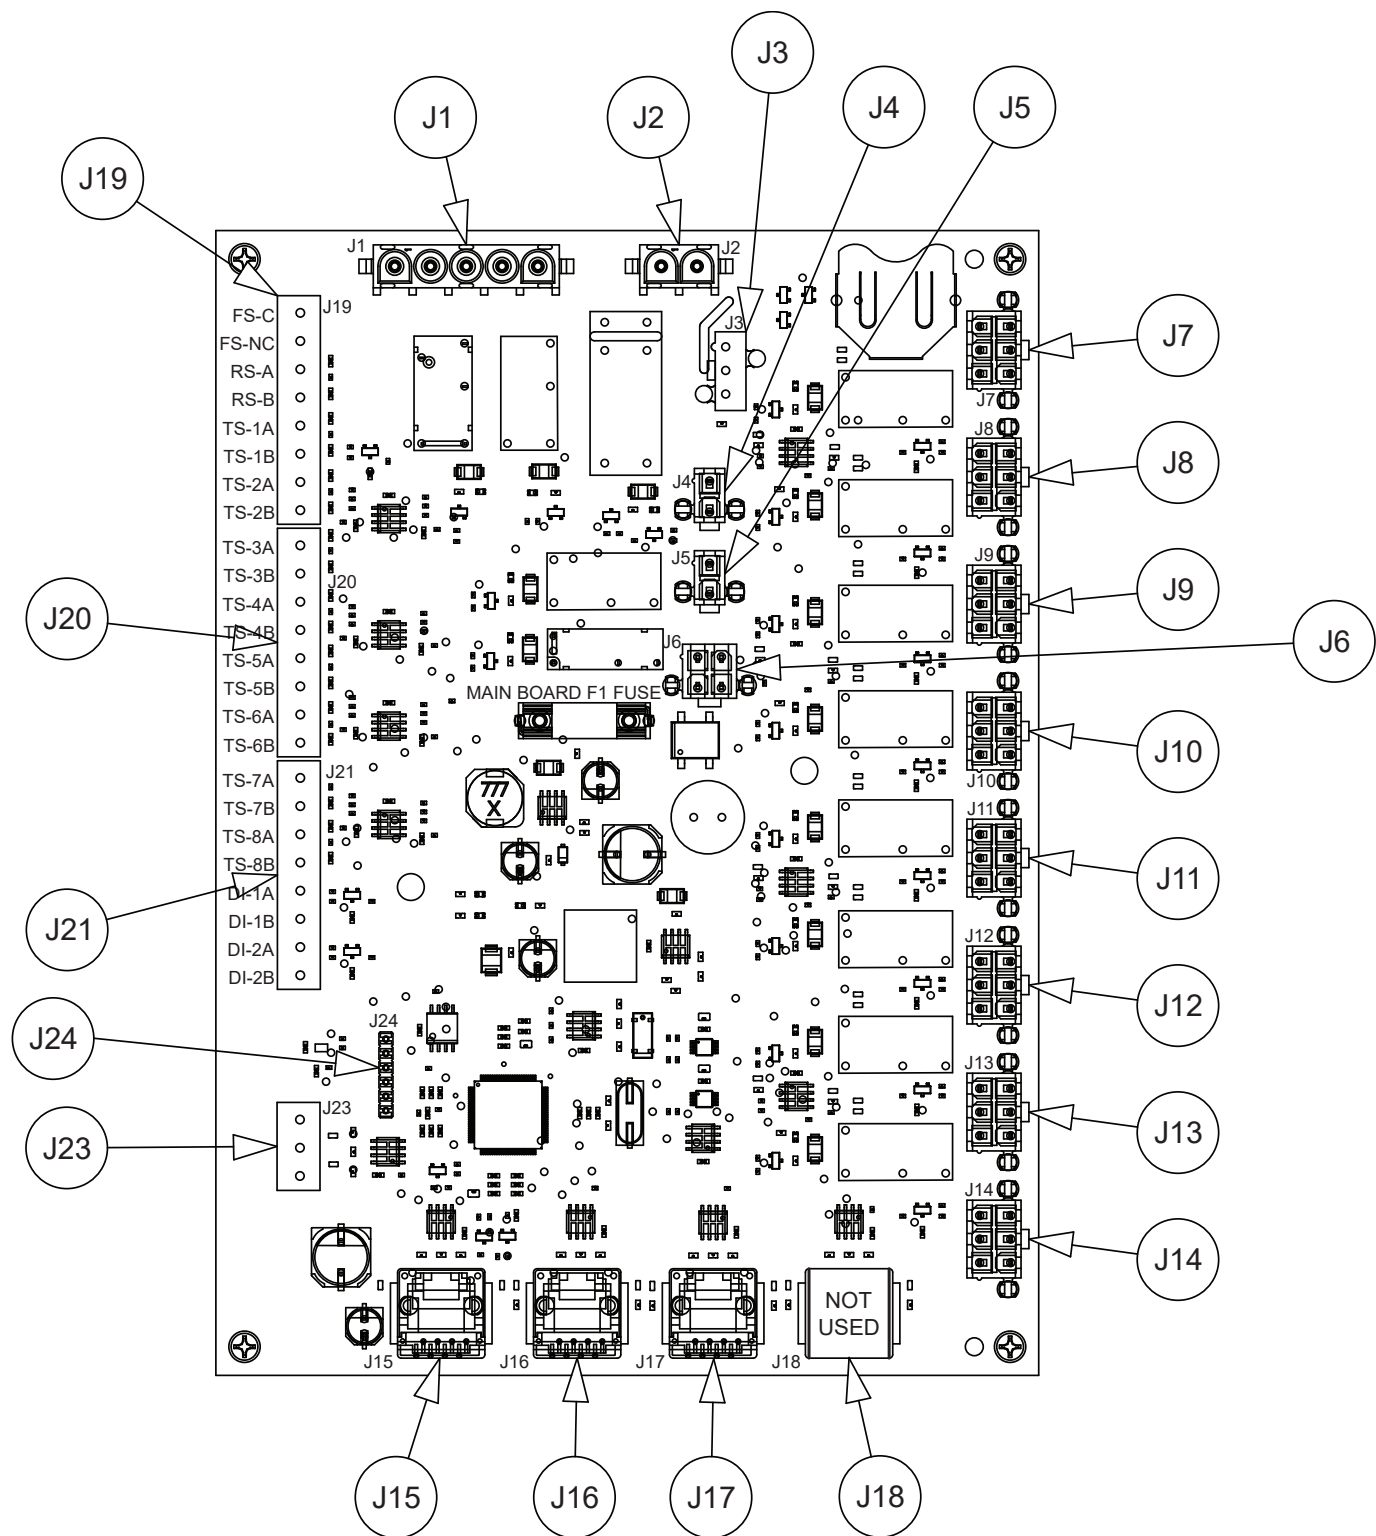 J3
J1
J2
J4
J5
J19
J1
J2
J19
FS-C
FS-NC
RS-A
RS-B
TS-1A
TS-1B
TS-2A
TS-2B
J3
J7
J7
J4
J8
J8
TS-3A
TS-3B
TS-4A
TS-4B
TS-5A
TS-5B
TS-6A
TS-6B
J20
J20
J5
J9
J9
J6
J6
MAIN BOARD F1 FUSE
J10
J10
TS-7A
TS-7B
TS-8A
TS-8B
DI-1A
DI-1B
DI-2A
DI-2B
J21
J21
X
J11
J11
J12
J12
J24
J24
J13
J13
J23
J23
J14
J14
NOT
USED
J15
J16
J17
J18
J15
J16
J17
J18